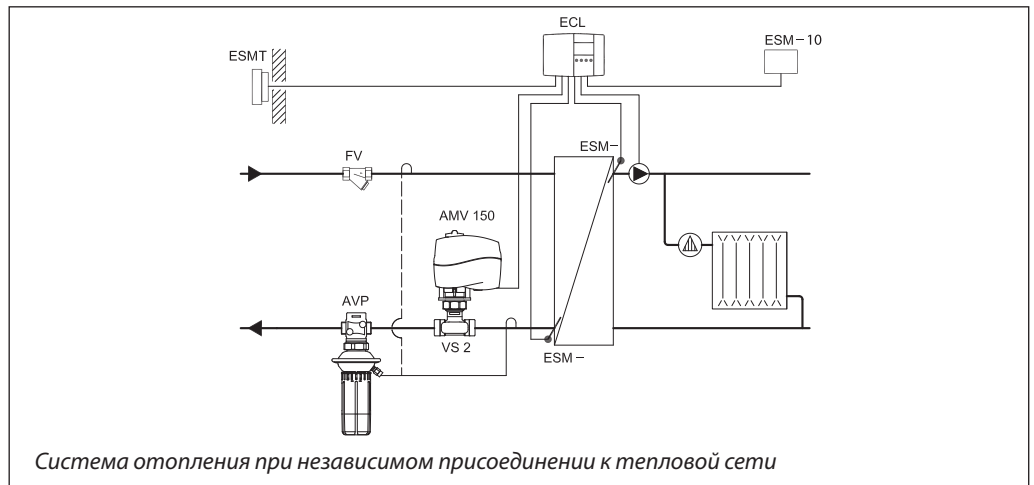 ECL
ESM-10
ESMT
ESM-
FV
AMV 150
AVP
VS 2
ESM-
Система отопления при независимом присоединении к тепловой сети